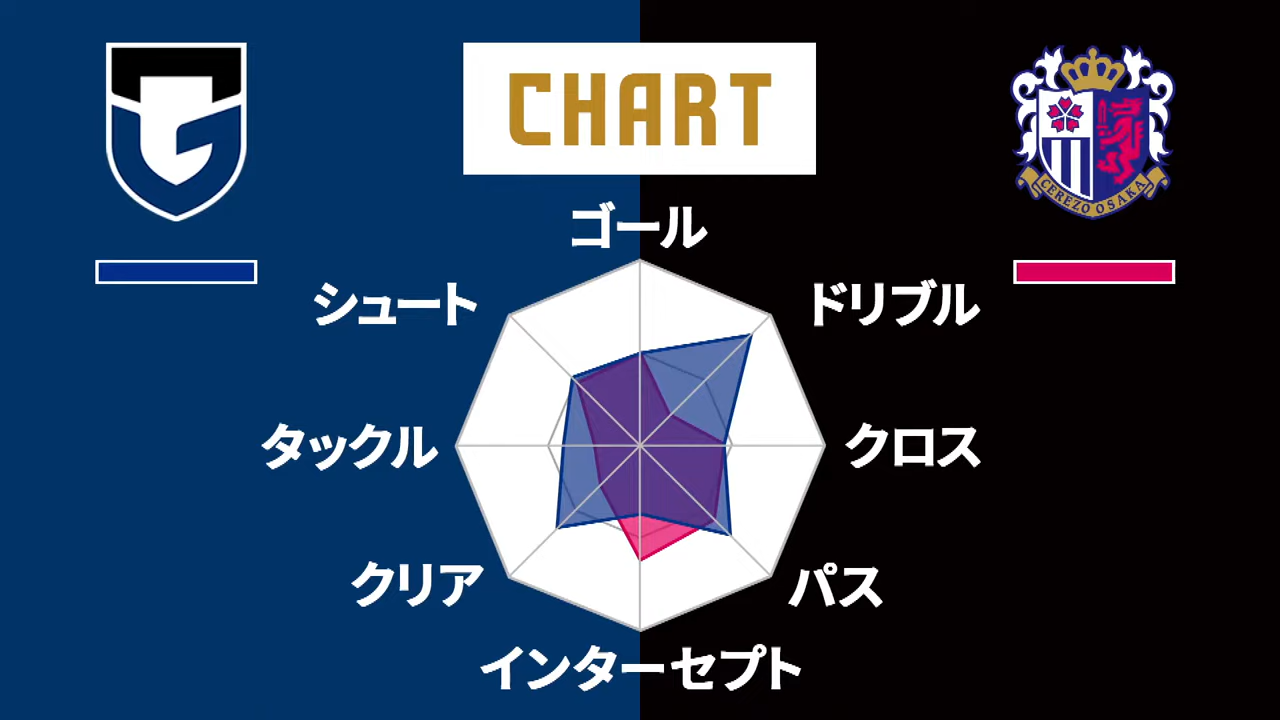 CHART
CEREZO OSAKA
ゴール
シュート
ドリブル
タックル
クロス
クリア
パス
インターセプト